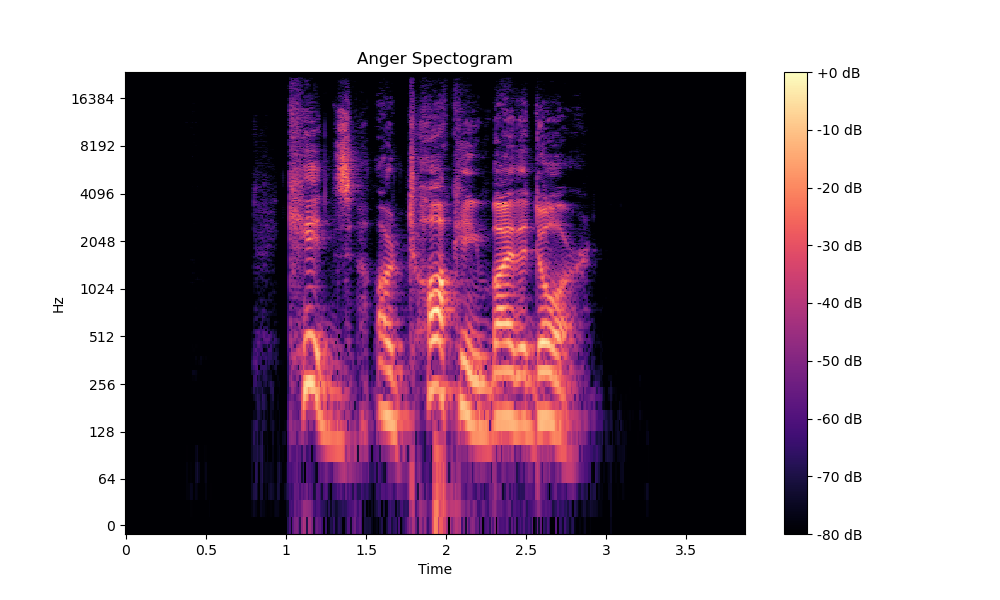 Anger Spectogram
16384
8192
4096
2048
1024
512
256
128
64
0
Hz
0
0.5
1
1.5
2
2.5
3
3.5
Time
+0 dB
-10 dB
-20 dB
-30 dB
-40 dB
-50 dB
-60 dB
-70 dB
-80 dB